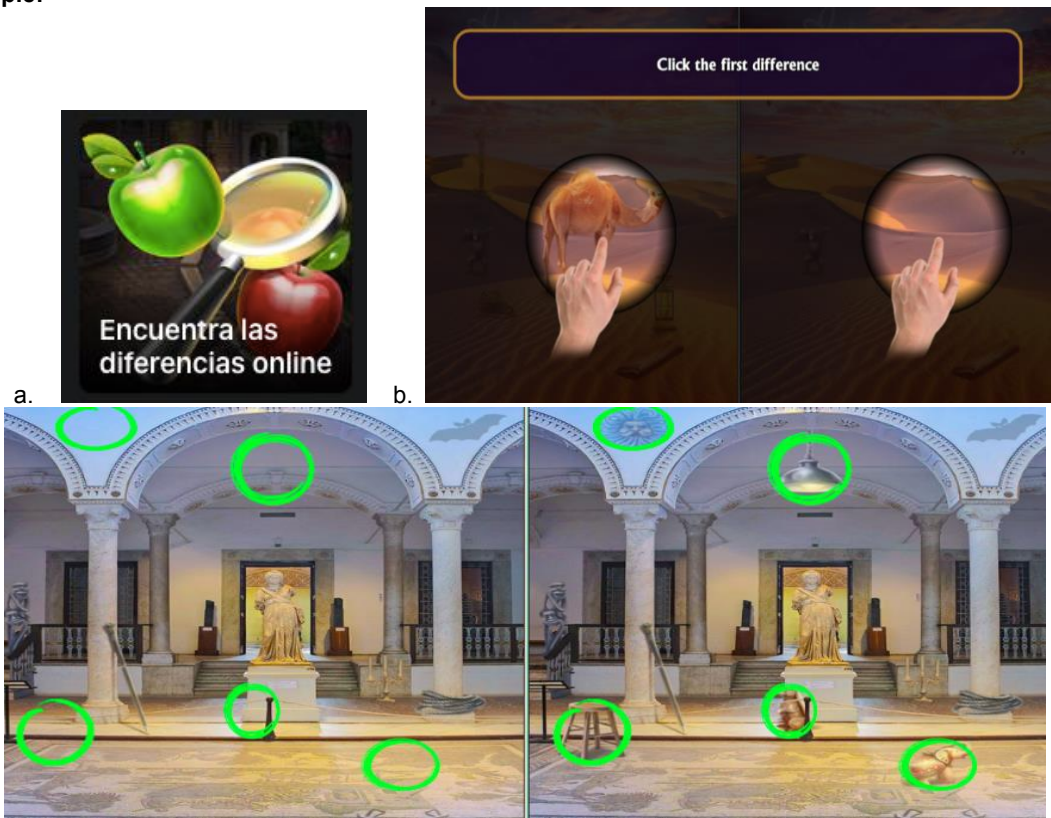 Click the first difference
Encuentra las
diferencias online
a.
b.